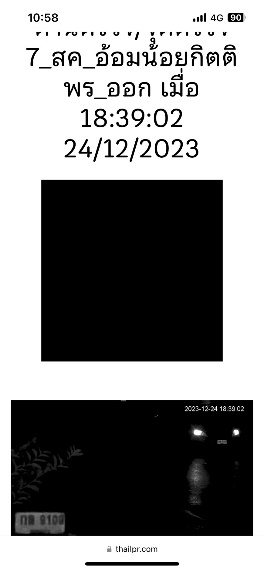 10:58
4G
90
7_สค_อ้อมน้อยกิตติ
พร_ออก เมื่อ
18:39:02
24/12/2023
2023-12-24 18:39:02
thailpr.com